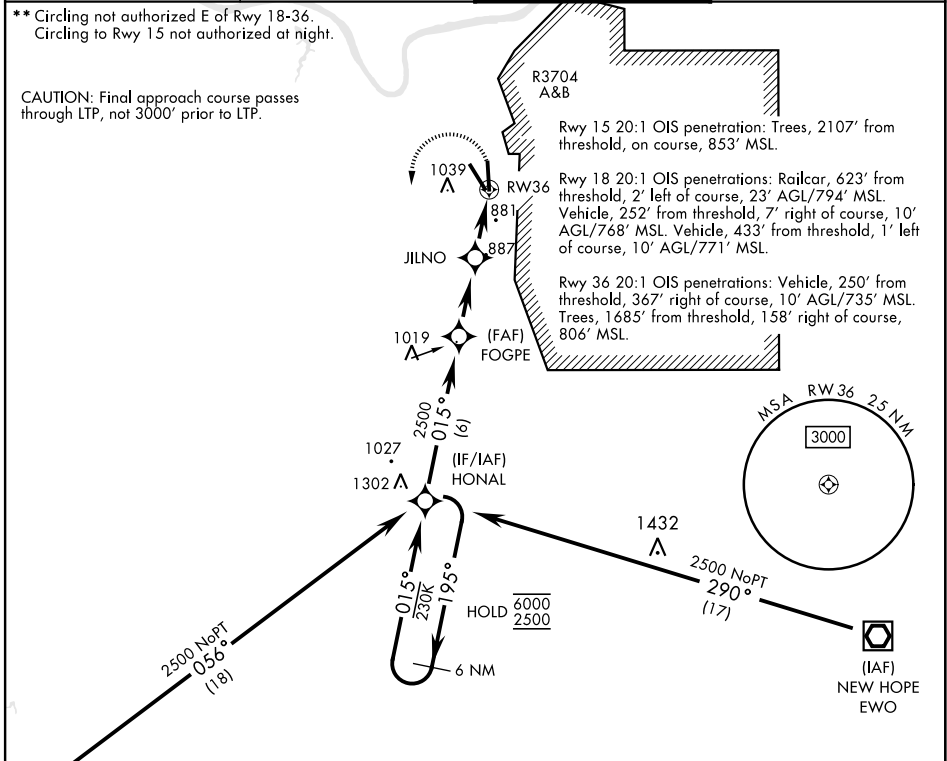 ** Circling not authorized E of Rwy 18-36.
Circling to Rwy 15 not authorized at night.
CAUTION: Final approach course passes
through LTP, not 3000' prior to LTP.
R3704
A&B
Rwy 15 20:1 OIS penetration: Trees, 2107' from
threshold, on course, 853' MSL.
Rwy 18 20:1 OIS penetrations: Railcar, 623' from
threshold, 2' left of course, 23' AGL/794' MSL.
Vehicle, 252' from threshold, 7' right of course, 10'
AGL/768' MSL. Vehicle, 433' from threshold, 1' left
of course, 10' AGL/771' MSL.
Rwy 36 20:1 OIS penetrations: Vehicle, 250' from
threshold, 367' right of course, 10' AGL/735' MSL.
Trees, 1685' from threshold, 158' right of course,
806' MSL.
1039
RW36
881
JILNO
887
1019
(FAF)
FOGPE
2500
015°
(6)
1027
1302
(IF/IAF)
HONAL
MSA RW36 25 NM
3000
1432
2500 NoPT
290°
(17)
015°
230K
195°
HOLD
6000
2500
6 NM
2500 NoPT
056°
(18)
(IAF)
NEW HOPE
EWO